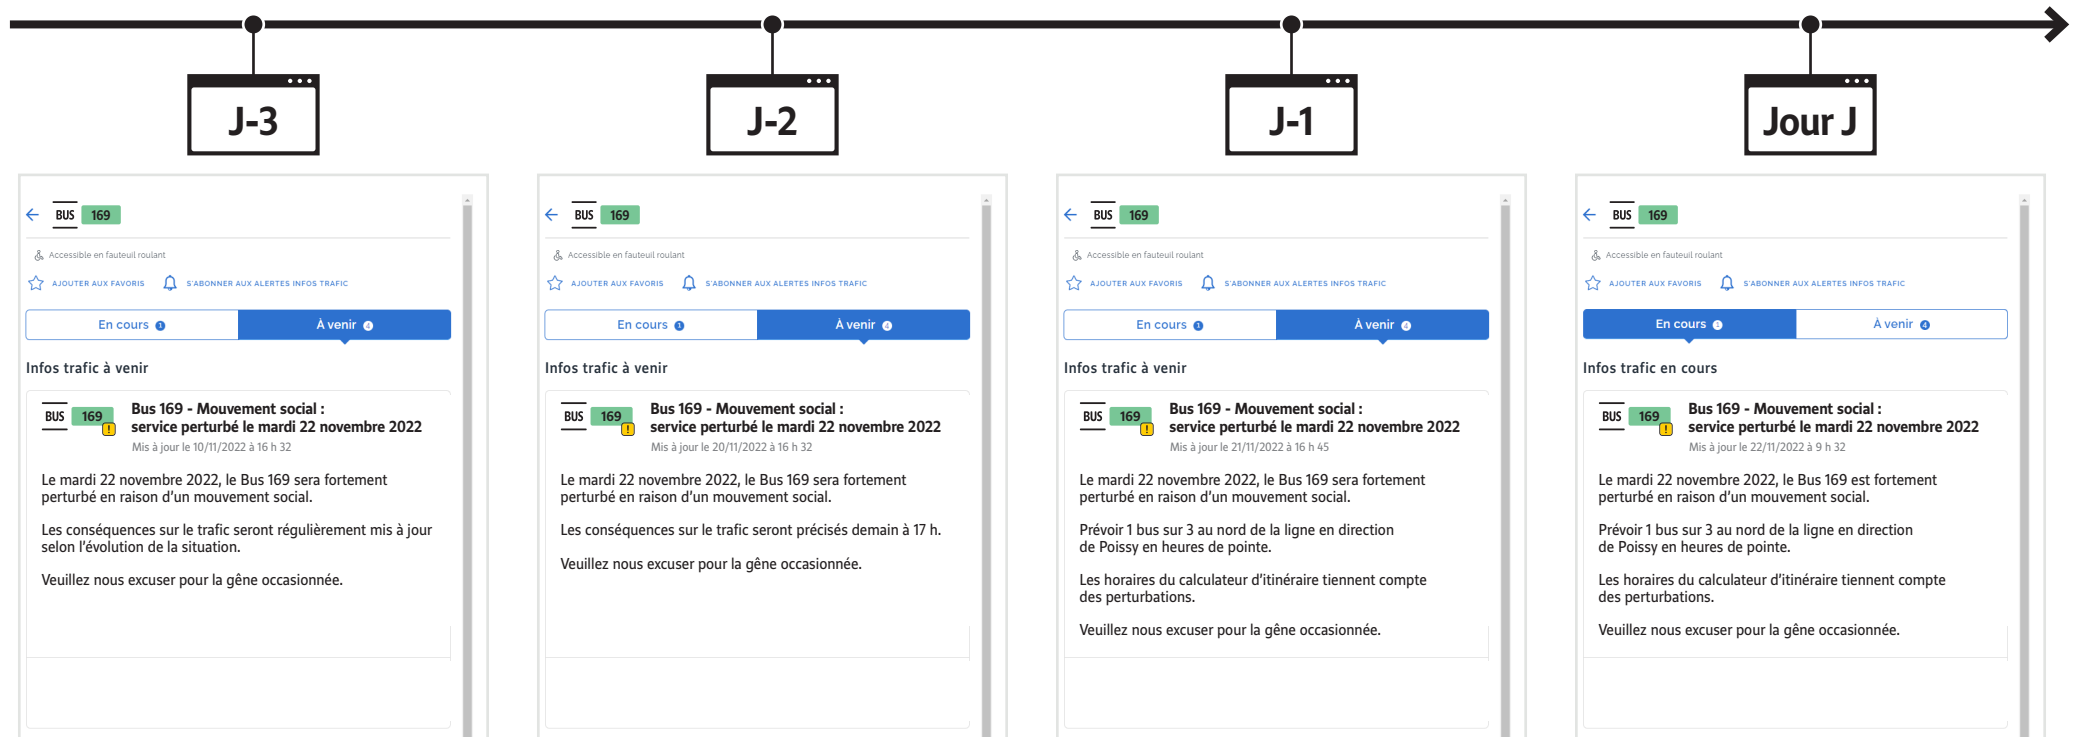 J-3
BUS 169
Accessible en fauteuil roulant
AJOUTER AUX FAVORIS S'ABONNER AUX ALERTES INFOS TRAFIC
En cours 1 À venir 4
Infos trafic à venir
BUS 169 ! Bus 169 - Mouvement social :
service perturbé le mardi 22 novembre 2022
Mis à jour le 10/11/2022 à 16 h 32
Le mardi 22 novembre 2022, le Bus 169 sera fortement
perturbé en raison d'un mouvement social.
Les conséquences sur le trafic seront régulièrement mis à jour
selon l'évolution de la situation.
Veuillez nous excuser pour la gêne occasionnée.
J-2
BUS 169
Accessible en fauteuil roulant
AJOUTER AUX FAVORIS S'ABONNER AUX ALERTES INFOS TRAFIC
En cours 1 À venir 4
Infos trafic à venir
BUS 169 ! Bus 169 - Mouvement social :
service perturbé le mardi 22 novembre 2022
Mis à jour le 20/11/2022 à 16 h 32
Le mardi 22 novembre 2022, le Bus 169 sera fortement
perturbé en raison d'un mouvement social.
Les conséquences sur le trafic seront précisés demain à 17 h.
Veuillez nous excuser pour la gêne occasionnée.
J-1
BUS 169
Accessible en fauteuil roulant
AJOUTER AUX FAVORIS S'ABONNER AUX ALERTES INFOS TRAFIC
En cours 1 À venir 4
Infos trafic à venir
BUS 169 ! Bus 169 - Mouvement social :
service perturbé le mardi 22 novembre 2022
Mis à jour le 21/11/2022 à 16 h 45
Le mardi 22 novembre 2022, le Bus 169 sera fortement
perturbé en raison d'un mouvement social.
Prévoir 1 bus sur 3 au nord de la ligne en direction
de Poissy en heures de pointe.
Les horaires du calculateur d'itinéraire tiennent compte
des perturbations.
Veuillez nous excuser pour la gêne occasionnée.
Jour J
BUS 169
Accessible en fauteuil roulant
AJOUTER AUX FAVORIS S'ABONNER AUX ALERTES INFOS TRAFIC
En cours 1 À venir 4
Infos trafic en cours
BUS 169 ! Bus 169 - Mouvement social :
service perturbé le mardi 22 novembre 2022
Mis à jour le 22/11/2022 à 9 h 32
Le mardi 22 novembre 2022, le Bus 169 est fortement
perturbé en raison d'un mouvement social.
Prévoir 1 bus sur 3 au nord de la ligne en direction
de Poissy en heures de pointe.
Les horaires du calculateur d'itinéraire tiennent compte
des perturbations.
Veuillez nous excuser pour la gêne occasionnée.